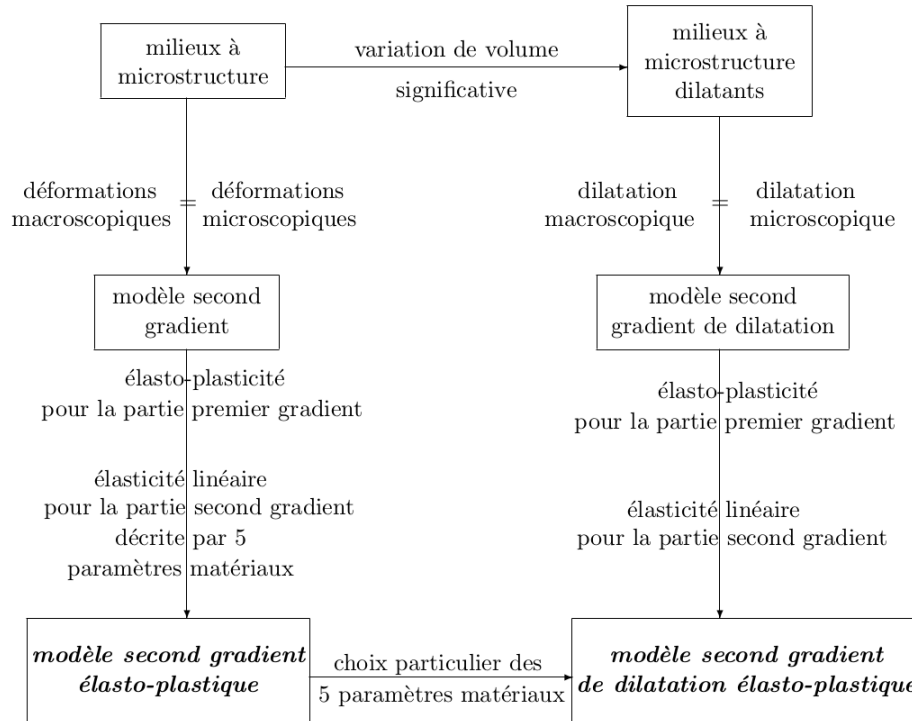 milieux à
microstructure
variation de volume
significative
milieux à
microstructure
dilatants
déformations
macroscopiques
=
déformations
microscopiques
dilatation
macroscopique
=
dilatation
microscopique
modèle second
gradient
modèle second
gradient de dilatation
élasto-plasticité
pour la partie premier gradient
élasto-plasticité
pour la partie premier gradient
élasticité linéaire
pour la partie second gradient
décrite par 5
paramètres matériaux
élasticité linéaire
pour la partie second gradient
modèle second gradient
élasto-plastique
choix particulier des
5 paramètres matériaux
modèle second gradient
de dilatation élasto-plastique